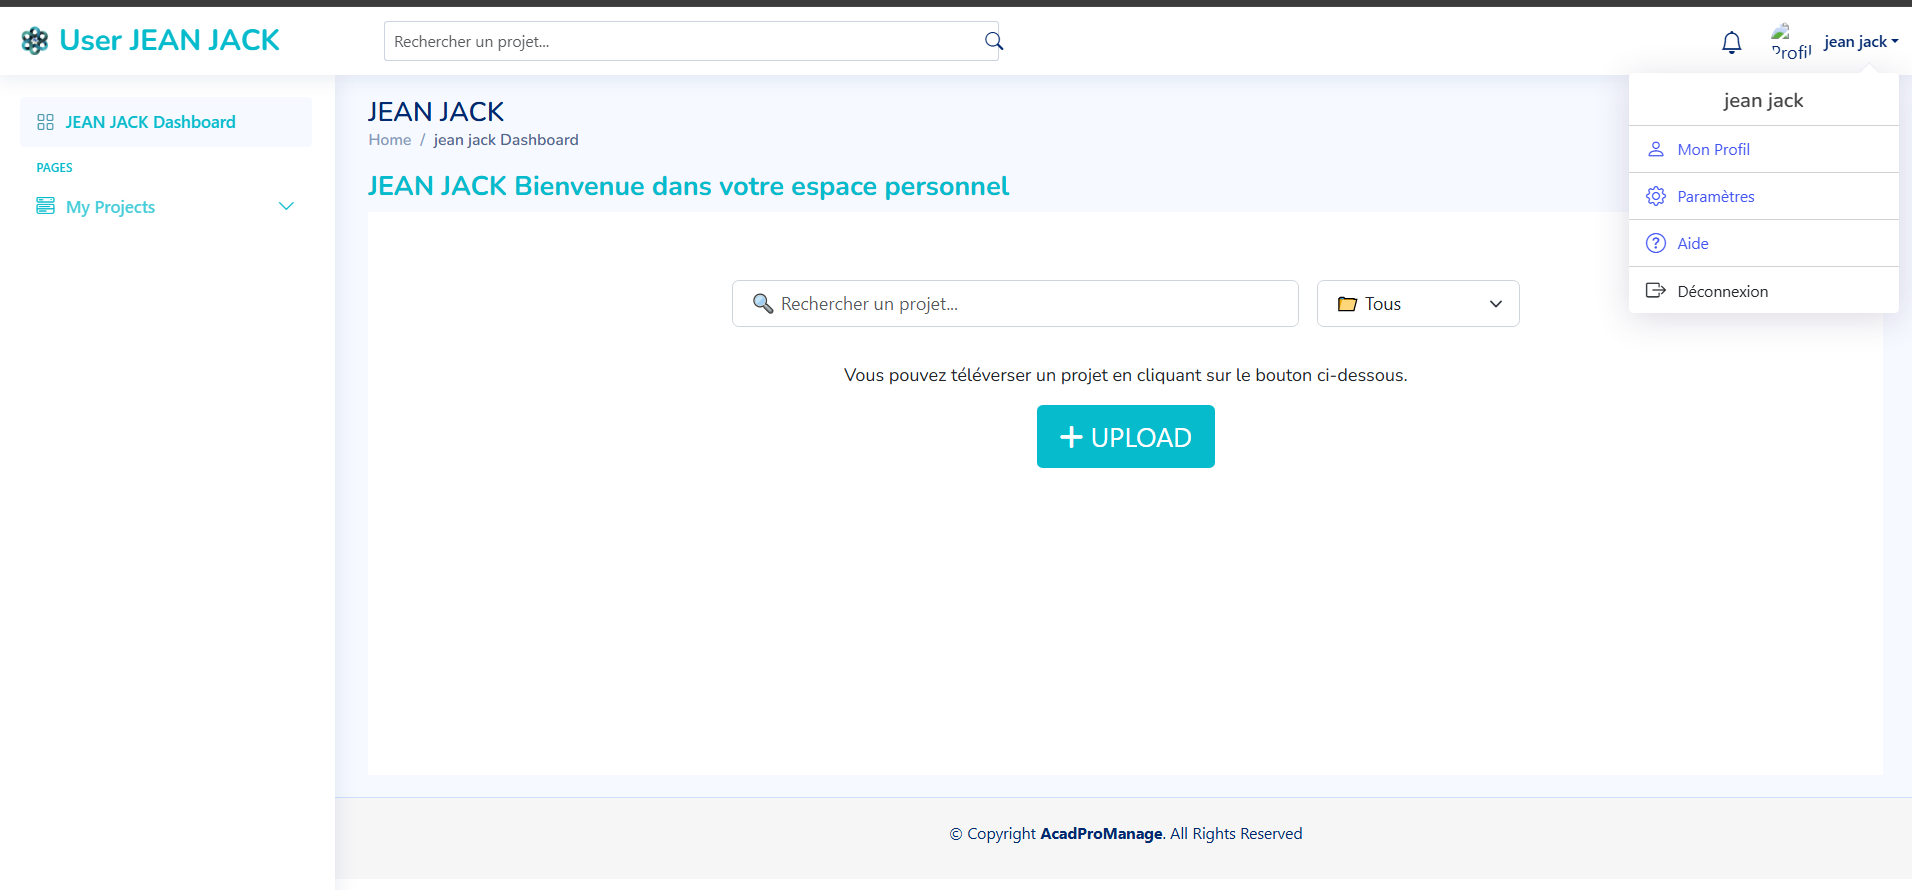 User JEAN JACK
Rechercher un projet...
Profil
jean jack
JEAN JACK Dashboard
PAGES
My Projects
JEAN JACK
Home / jean jack Dashboard
JEAN JACK Bienvenue dans votre espace personnel
🔍 Rechercher un projet...
📁 Tous
Vous pouvez téléverser un projet en cliquant sur le bouton ci-dessous.
+ UPLOAD
jean jack
Mon Profil
Paramètres
Aide
Déconnexion
© Copyright AcadProManage. All Rights Reserved